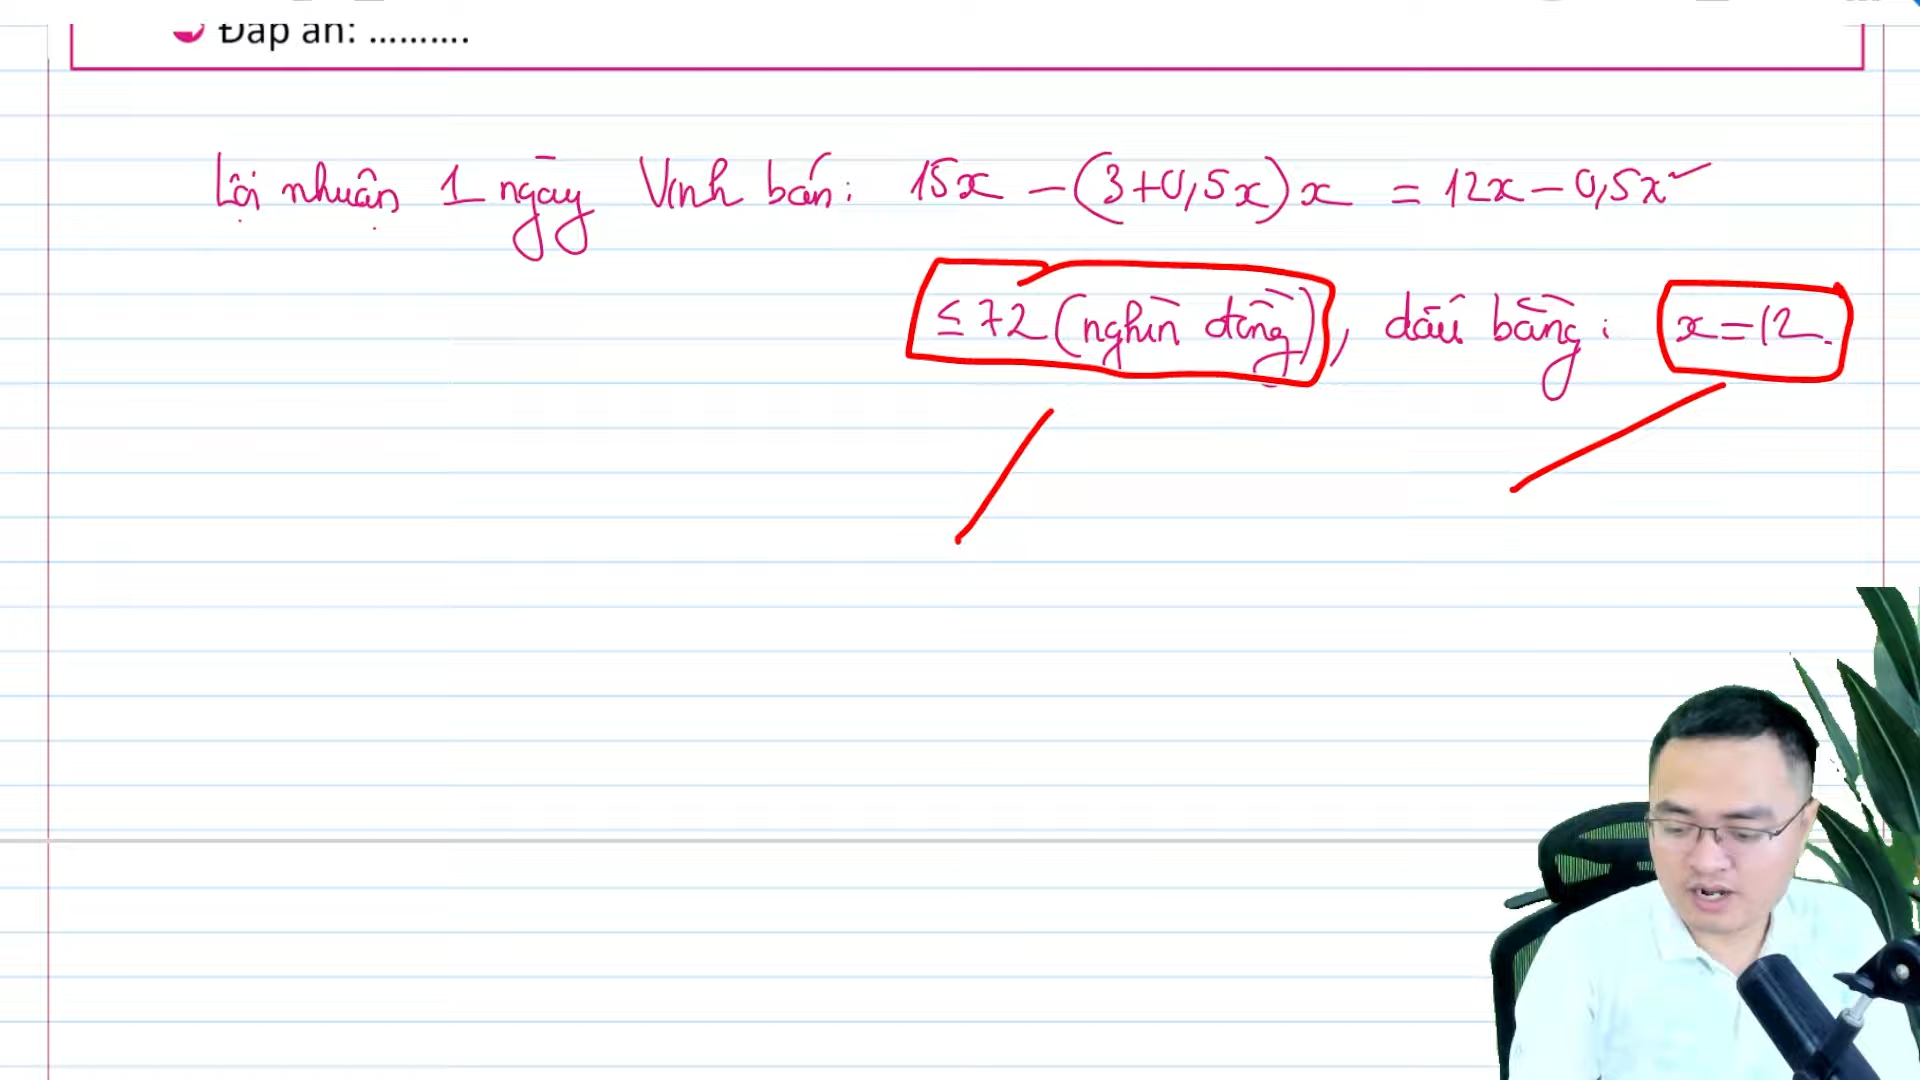 Đáp án: ..........
Lợi nhuận 1 ngày Vinh bán: 15x − (3+0,5x)x = 12x − 0,5x²
≤ 72 (nghìn đồng), dấu bằng: x = 12.